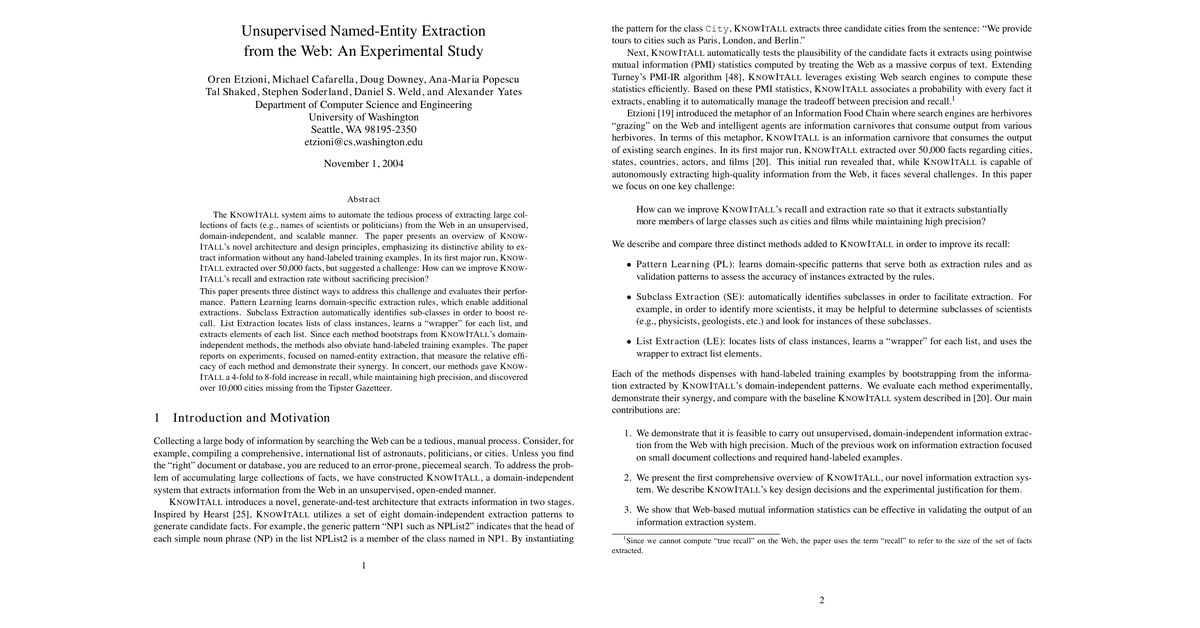 Unsupervised Named-Entity Extraction
from the Web: An Experimental Study
Oren Etzioni, Michael Cafarella, Doug Downey, Ana-Maria Popescu
Tal Shaked, Stephen Soderland, Daniel S. Weld, and Alexander Yates
Department of Computer Science and Engineering
University of Washington
Seattle, WA 98195-2350
etzioni@cs.washington.edu
November 1, 2004
Abstract
The KNOWITALL system aims to automate the tedious process of extracting large col-
lections of facts (e.g., names of scientists or politicians) from the Web in an unsupervised,
domain-independent, and scalable manner. The paper presents an overview of KNOW-
ITALL's novel architecture and design principles, emphasizing its distinctive ability to ex-
tract information without any hand-labeled training examples. In its first major run, KNOW-
ITALL extracted over 50,000 facts, but suggested a challenge: How can we improve KNOW-
ITALL's recall and extraction rate without sacrificing precision?
This paper presents three distinct ways to address this challenge and evaluates their perfor-
mance. Pattern Learning learns domain-specific extraction rules, which enable additional
extractions. Subclass Extraction automatically identifies sub-classes in order to boost re-
call. List Extraction locates lists of class instances, learns a "wrapper" for each list, and
extracts elements of each list. Since each method bootstraps from KNOWITALL's domain-
independent methods, the methods also obviate hand-labeled training examples. The paper
reports on experiments, focused on named-entity extraction, that measure the relative effi-
cacy of each method and demonstrate their synergy. In concert, our methods gave KNOW-
ITALL a 4-fold to 8-fold increase in recall, while maintaining high precision, and discovered
over 10,000 cities missing from the Tipster Gazetteer.
1 Introduction and Motivation
Collecting a large body of information by searching the Web can be a tedious, manual process. Consider, for
example, compiling a comprehensive, international list of astronauts, politicians, or cities. Unless you find
the "right" document or database, you are reduced to an error-prone, piecemeal search. To address the prob-
lem of accumulating large collections of facts, we have constructed KNOWITALL, a domain-independent
system that extracts information from the Web in an unsupervised, open-ended manner.
KNOWITALL introduces a novel, generate-and-test architecture that extracts information in two stages.
Inspired by Hearst [25], KNOWITALL utilizes a set of eight domain-independent extraction patterns to
generate candidate facts. For example, the generic pattern "NP1 such as NPList2" indicates that the head of
each simple noun phrase (NP) in the list NPList2 is a member of the class named in NP1. By instantiating
1
the pattern for the class City, KNOWITALL extracts three candidate cities from the sentence: "We provide
tours to cities such as Paris, London, and Berlin."
Next, KNOWITALL automatically tests the plausibility of the candidate facts it extracts using pointwise
mutual information (PMI) statistics computed by treating the Web as a massive corpus of text. Extending
Turney's PMI-IR algorithm [48], KNOWITALL leverages existing Web search engines to compute these
statistics efficiently. Based on these PMI statistics, KNOWITALL associates a probability with every fact it
extracts, enabling it to automatically manage the tradeoff between precision and recall.1
Etzioni [19] introduced the metaphor of an Information Food Chain where search engines are herbivores
"grazing" on the Web and intelligent agents are information carnivores that consume output from various
herbivores. In terms of this metaphor, KNOWITALL is an information carnivore that consumes the output
of existing search engines. In its first major run, KNOWITALL extracted over 50,000 facts regarding cities,
states, countries, actors, and films [20]. This initial run revealed that, while KNOWITALL is capable of
autonomously extracting high-quality information from the Web, it faces several challenges. In this paper
we focus on one key challenge:
How can we improve KNOWITALL's recall and extraction rate so that it extracts substantially
more members of large classes such as cities and films while maintaining high precision?
We describe and compare three distinct methods added to KNOWITALL in order to improve its recall:
• Pattern Learning (PL): learns domain-specific patterns that serve both as extraction rules and as
validation patterns to assess the accuracy of instances extracted by the rules.
• Subclass Extraction (SE): automatically identifies subclasses in order to facilitate extraction. For
example, in order to identify more scientists, it may be helpful to determine subclasses of scientists
(e.g., physicists, geologists, etc.) and look for instances of these subclasses.
• List Extraction (LE): locates lists of class instances, learns a "wrapper" for each list, and uses the
wrapper to extract list elements.
Each of the methods dispenses with hand-labeled training examples by bootstrapping from the informa-
tion extracted by KNOWITALL's domain-independent patterns. We evaluate each method experimentally,
demonstrate their synergy, and compare with the baseline KNOWITALL system described in [20]. Our main
contributions are:
1. We demonstrate that it is feasible to carry out unsupervised, domain-independent information extrac-
tion from the Web with high precision. Much of the previous work on information extraction focused
on small document collections and required hand-labeled examples.
2. We present the first comprehensive overview of KNOWITALL, our novel information extraction sys-
tem. We describe KNOWITALL's key design decisions and the experimental justification for them.
3. We show that Web-based mutual information statistics can be effective in validating the output of an
information extraction system.
1Since we cannot compute "true recall" on the Web, the paper uses the term "recall" to refer to the size of the set of facts
extracted.
2